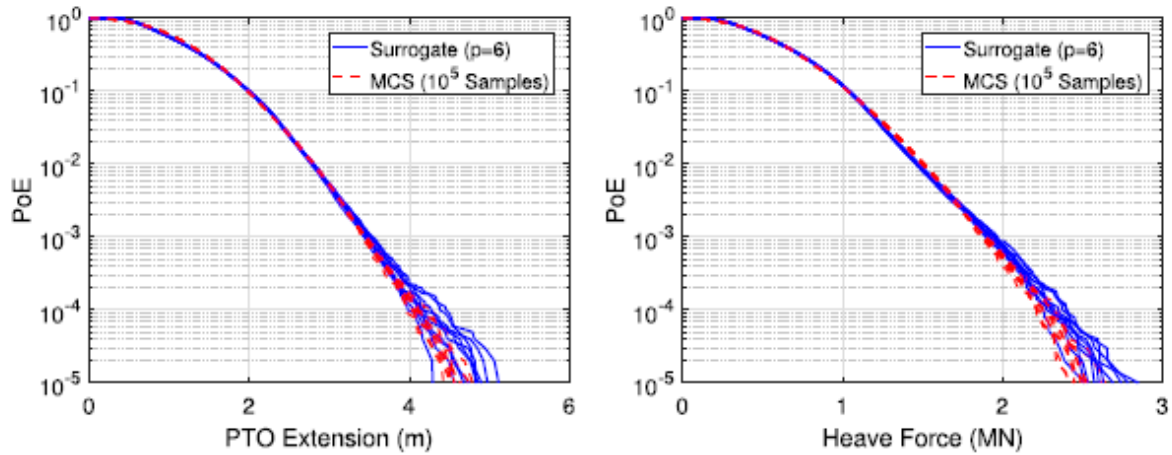 10^0
10^-1
10^-2
10^-3
10^-4
10^-5
PoE
Surrogate (p=6)
MCS (10^5 Samples)
0 2 4 6
PTO Extension (m)
10^0
10^-1
10^-2
10^-3
10^-4
10^-5
PoE
Surrogate (p=6)
MCS (10^5 Samples)
0 1 2 3
Heave Force (MN)